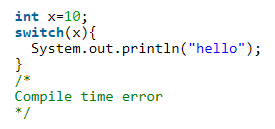 int x=10;
switch(x){
  System.out.println("hello");
}
/*
Compile time error
*/